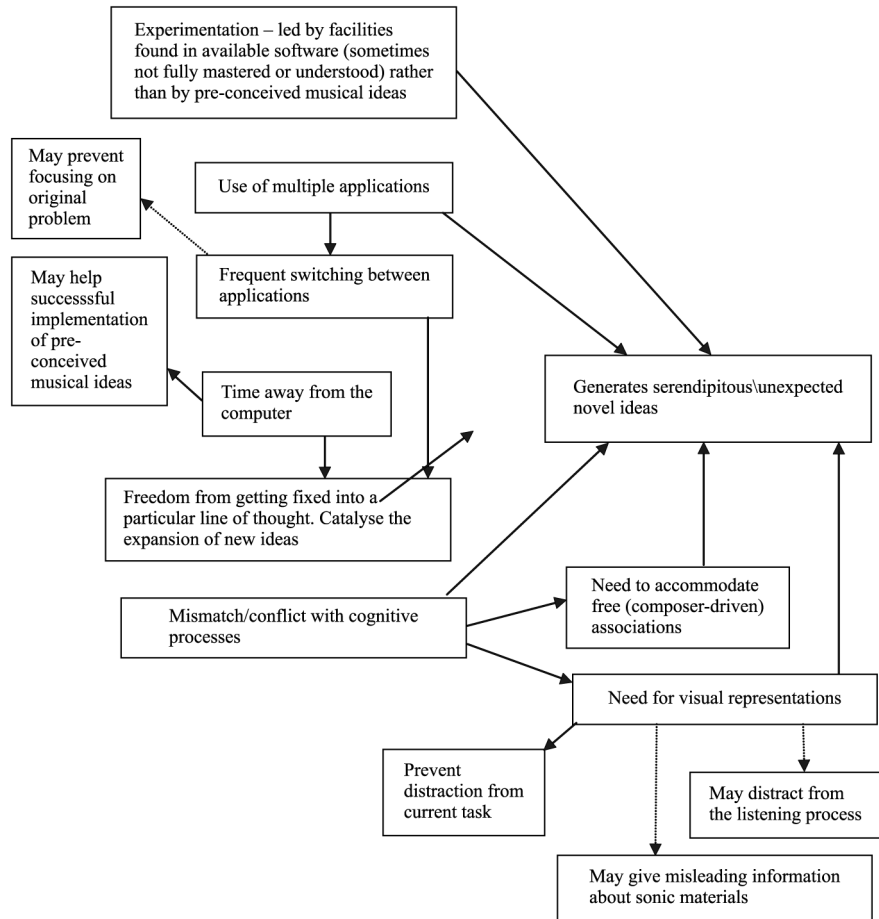 Experimentation – led by facilities
found in available software (sometimes
not fully mastered or understood) rather
than by pre-conceived musical ideas
May prevent
focusing on
original
problem
Use of multiple applications
Frequent switching between
applications
May help
successsful
implementation
of pre-
conceived
musical ideas
Time away from the
computer
Generates serendipitous\unexpected
novel ideas
Freedom from getting fixed into a
particular line of thought. Catalyse the
expansion of new ideas
Need to accommodate
free (composer-driven)
associations
Mismatch/conflict with cognitive
processes
Need for visual representations
Prevent
distraction from
current task
May distract from
the listening process
May give misleading information
about sonic materials